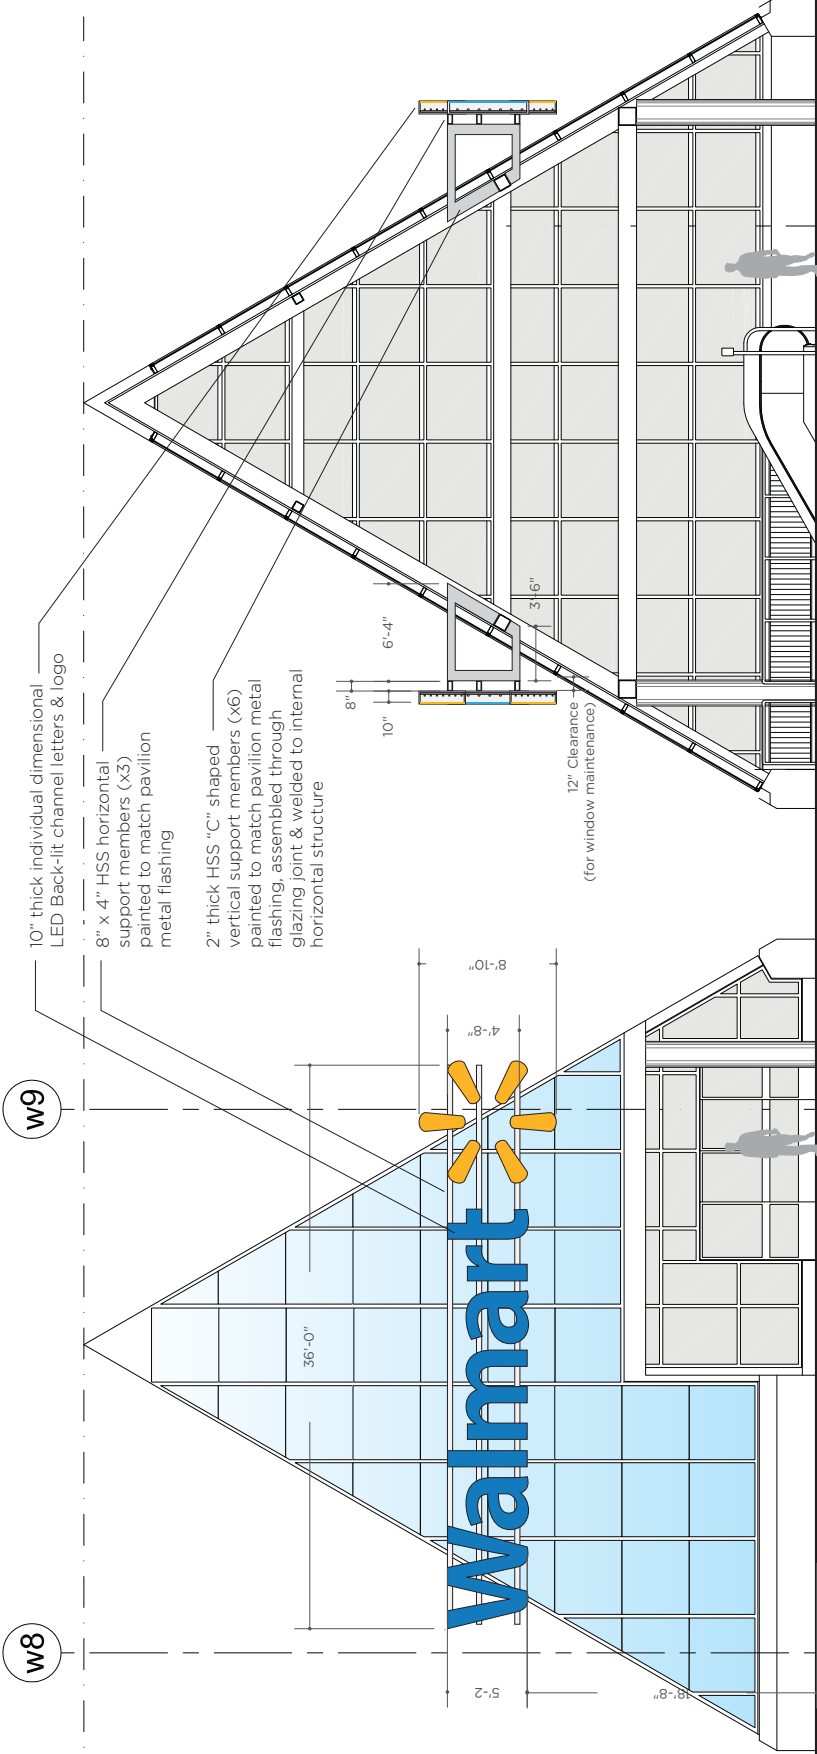 w8
w9
10” thick individual dimensional
LED Back-lit channel letters & logo
8” x 4” HSS horizontal
support members (x3)
painted to match pavilion
metal flashing
2” thick HSS “C” shaped
vertical support members (x6)
painted to match pavilion metal
flashing, assembled through
glazing joint & welded to internal
horizontal structure
36'-0”
8'-10”
4'-8”
5'-2
18'-8”
Walmart
8”
10”
6'-4”
3'-6”
12” Clearance
(for window maintenance)